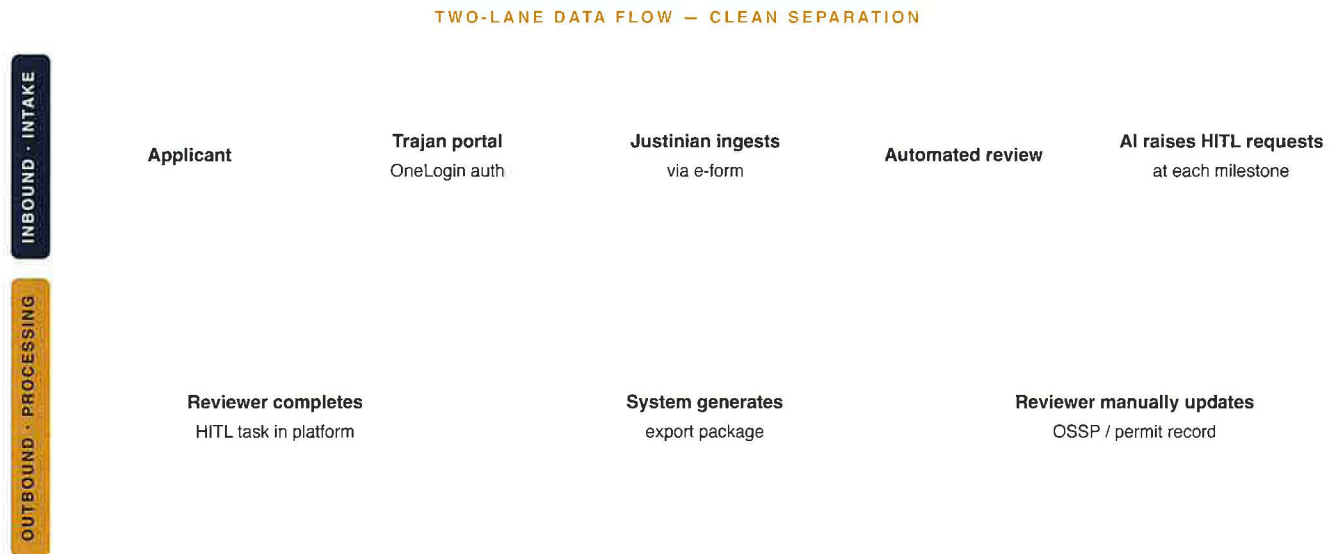 TWO-LANE DATA FLOW — CLEAN SEPARATION
INBOUND · INTAKE
Applicant
Trajan portal
OneLogin auth
Justinian ingests
via e-form
Automated review
AI raises HITL requests
at each milestone
OUTBOUND · PROCESSING
Reviewer completes
HITL task in platform
System generates
export package
Reviewer manually updates
OSSP / permit record